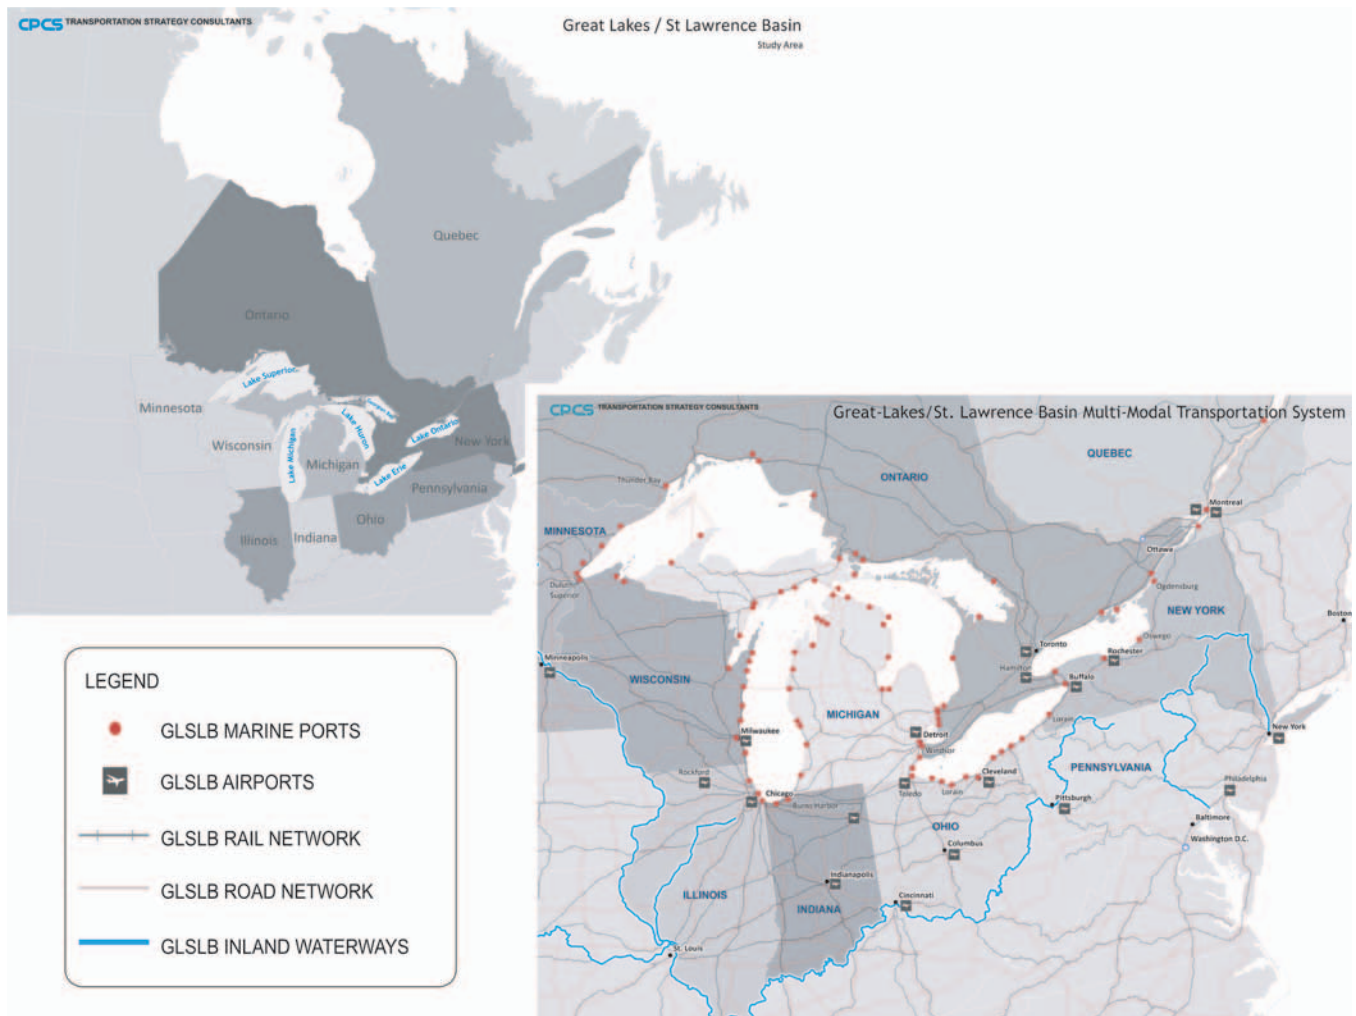 CPCS TRANSPORTATION STRATEGY CONSULTANTS
Great Lakes / St Lawrence Basin
Study Area
Quebec
Ontario
Lake Superior
Minnesota
Wisconsin
Lake Michigan
Michigan
Lake Huron
Georgian Bay
Lake Ontario
New York
Lake Erie
Pennsylvania
Ohio
Illinois
Indiana
LEGEND
GLSLB MARINE PORTS
GLSLB AIRPORTS
GLSLB RAIL NETWORK
GLSLB ROAD NETWORK
GLSLB INLAND WATERWAYS
CPCS TRANSPORTATION STRATEGY CONSULTANTS
Great-Lakes/St. Lawrence Basin Multi-Modal Transportation System
QUEBEC
ONTARIO
Thunder Bay
Montreal
MINNESOTA
Ottawa
Duluth
Superior
Ogdensburg
NEW YORK
Boston
Oswego
Toronto
Rochester
Minneapolis
Hamilton
WISCONSIN
Buffalo
MICHIGAN
Lorain
Milwaukee
Detroit
New York
Windsor
PENNSYLVANIA
Rockford
Cleveland
Philadelphia
Chicago
Toledo
Lorain
Burns Harbor
Pittsburgh
Baltimore
OHIO
Washington D.C.
Columbus
Indianapolis
ILLINOIS
Cincinnati
INDIANA
St. Louis